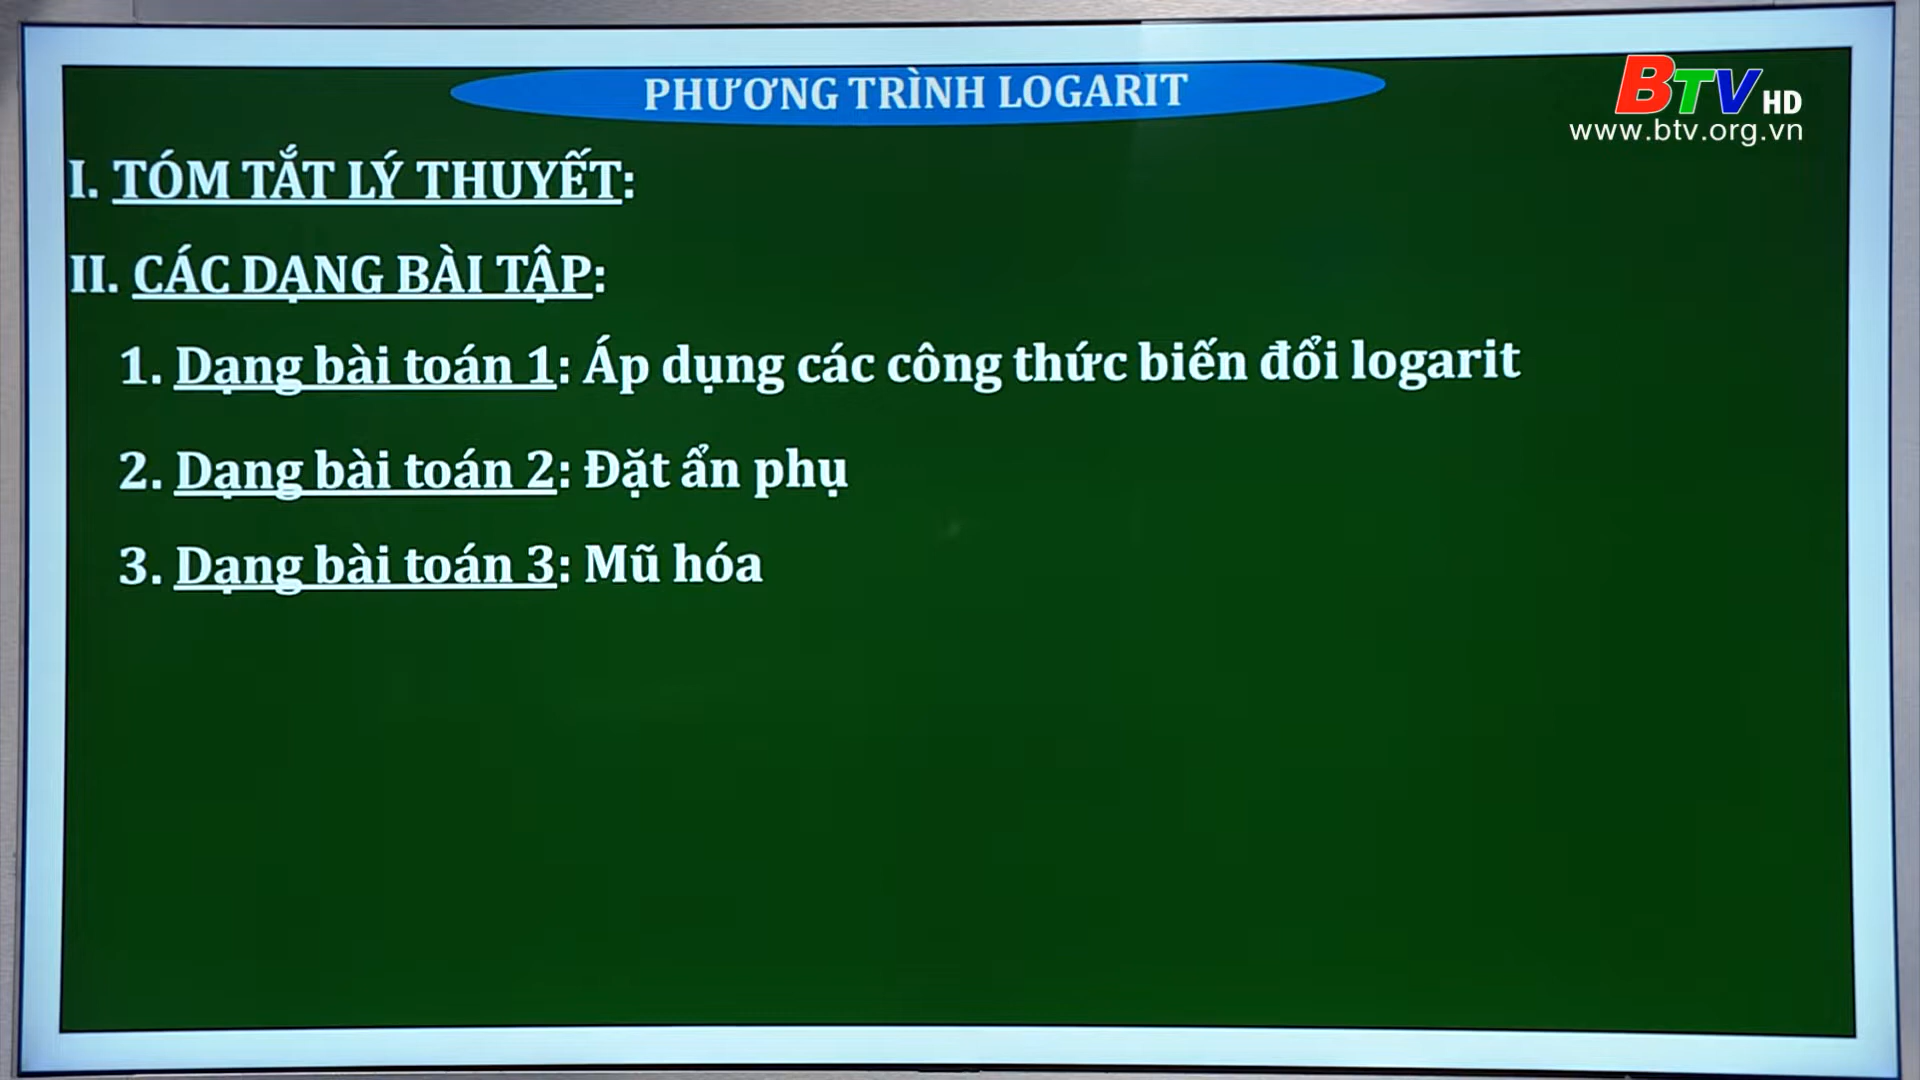 PHƯƠNG TRÌNH LOGARIT
BTV HD
www.btv.org.vn
I. TÓM TẮT LÝ THUYẾT:
II. CÁC DẠNG BÀI TẬP:
1. Dạng bài toán 1: Áp dụng các công thức biến đổi logarit
2. Dạng bài toán 2: Đặt ẩn phụ
3. Dạng bài toán 3: Mũ hóa